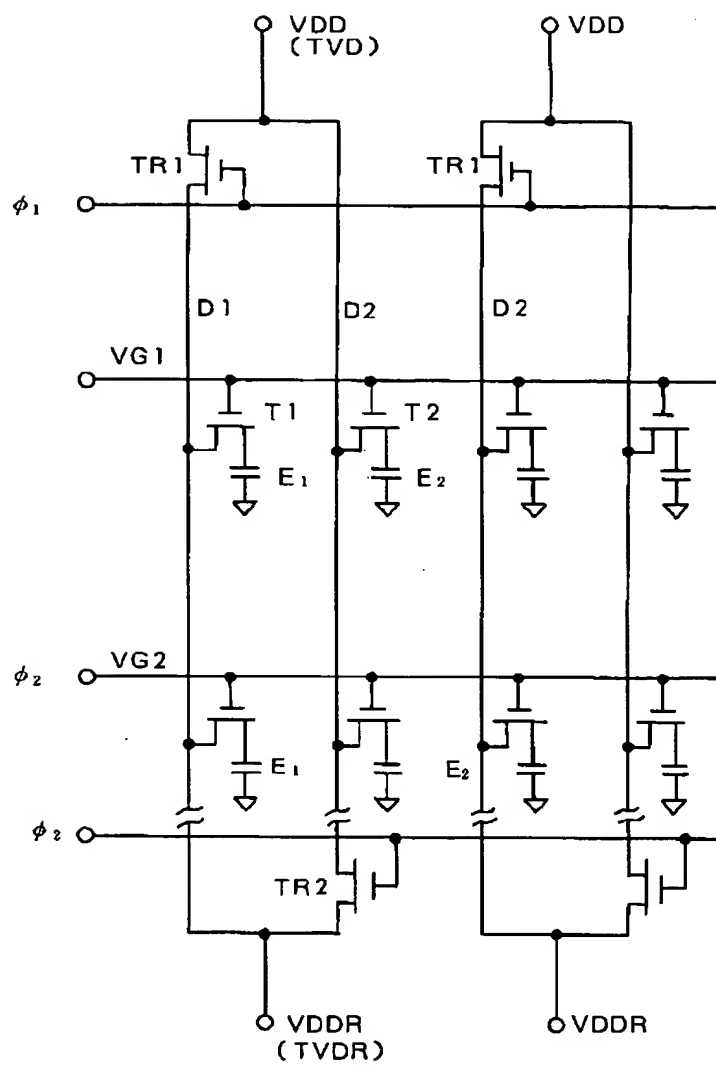 VDD
(TVD)
VDD
TR1
TR1
ϕ₁
D1
D2
D2
VG1
T1
T2
E₁
E₂
VG2
ϕ₂
E₁
E₂
ϕ₂
TR2
VDDR
(TVDR)
VDDR